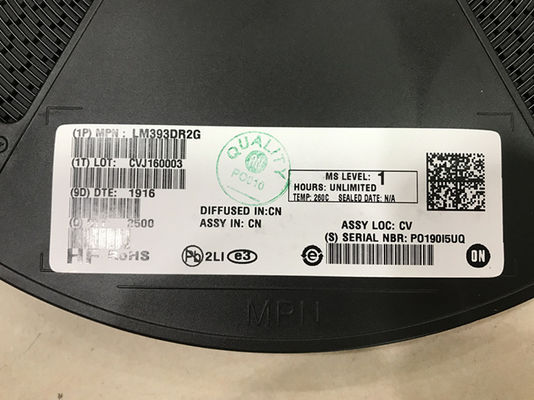 (1P) MPN : LM393DR2G
(1T) LOT: CVJ160003
(9D) DTE: 1916
2500
HF RoHS
QUALITY
PO010
MS LEVEL: 1
HOURS: UNLIMITED
TEMP: 260C SEALED DATE: N/A
DIFFUSED IN:CN
ASSY IN: CN
ASSY LOC: CV
(S) SERIAL NBR: PO190I5UQ
Pb 2LI e3
e
ON
MPN